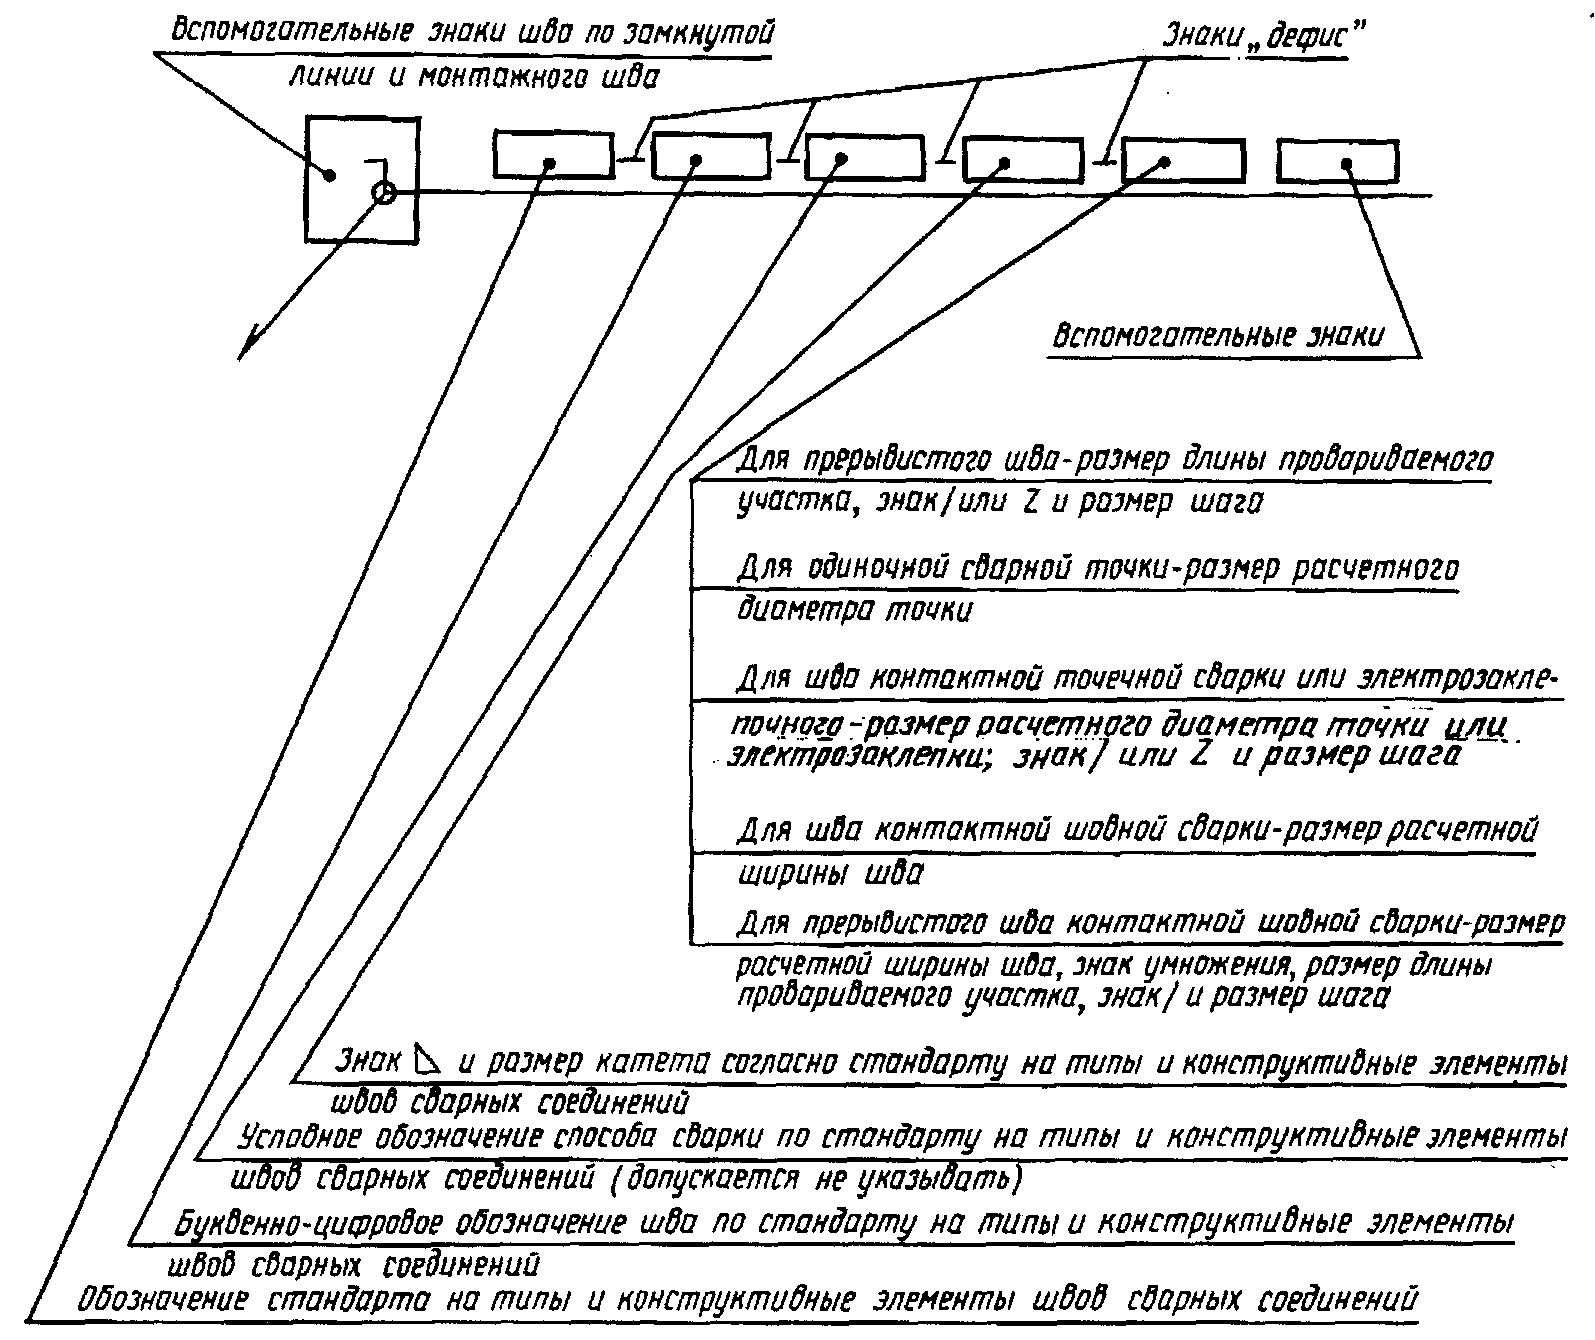 Вспомогательные знаки шва по замкнутой
линии и монтажного шва
Знаки „дефис”
Вспомогательные знаки
Для прерывистого шва-размер длины провариваемого
участка, знак/или Z и размер шага
Для одиночной сварной точки-размер расчетного
диаметра точки
Для шва контактной точечной сварки или электрозакле-
почного-размер расчетного диаметра точки или
электрозаклепки; знак/ или Z и размер шага
Для шва контактной шовной сварки-размер расчетной
ширины шва
Для прерывистого шва контактной шовной сварки-размер
расчетной ширины шва, знак умножения, размер длины
провариваемого участка, знак/ и размер шага
Знак ◺ и размер катета согласно стандарту на типы и конструктивные элементы
швов сварных соединений
Условное обозначение способа сварки по стандарту на типы и конструктивные элементы
швов сварных соединений (допускается не указывать)
Буквенно-цифровое обозначение шва по стандарту на типы и конструктивные элементы
швов сварных соединений
Обозначение стандарта на типы и конструктивные элементы швов сварных соединений